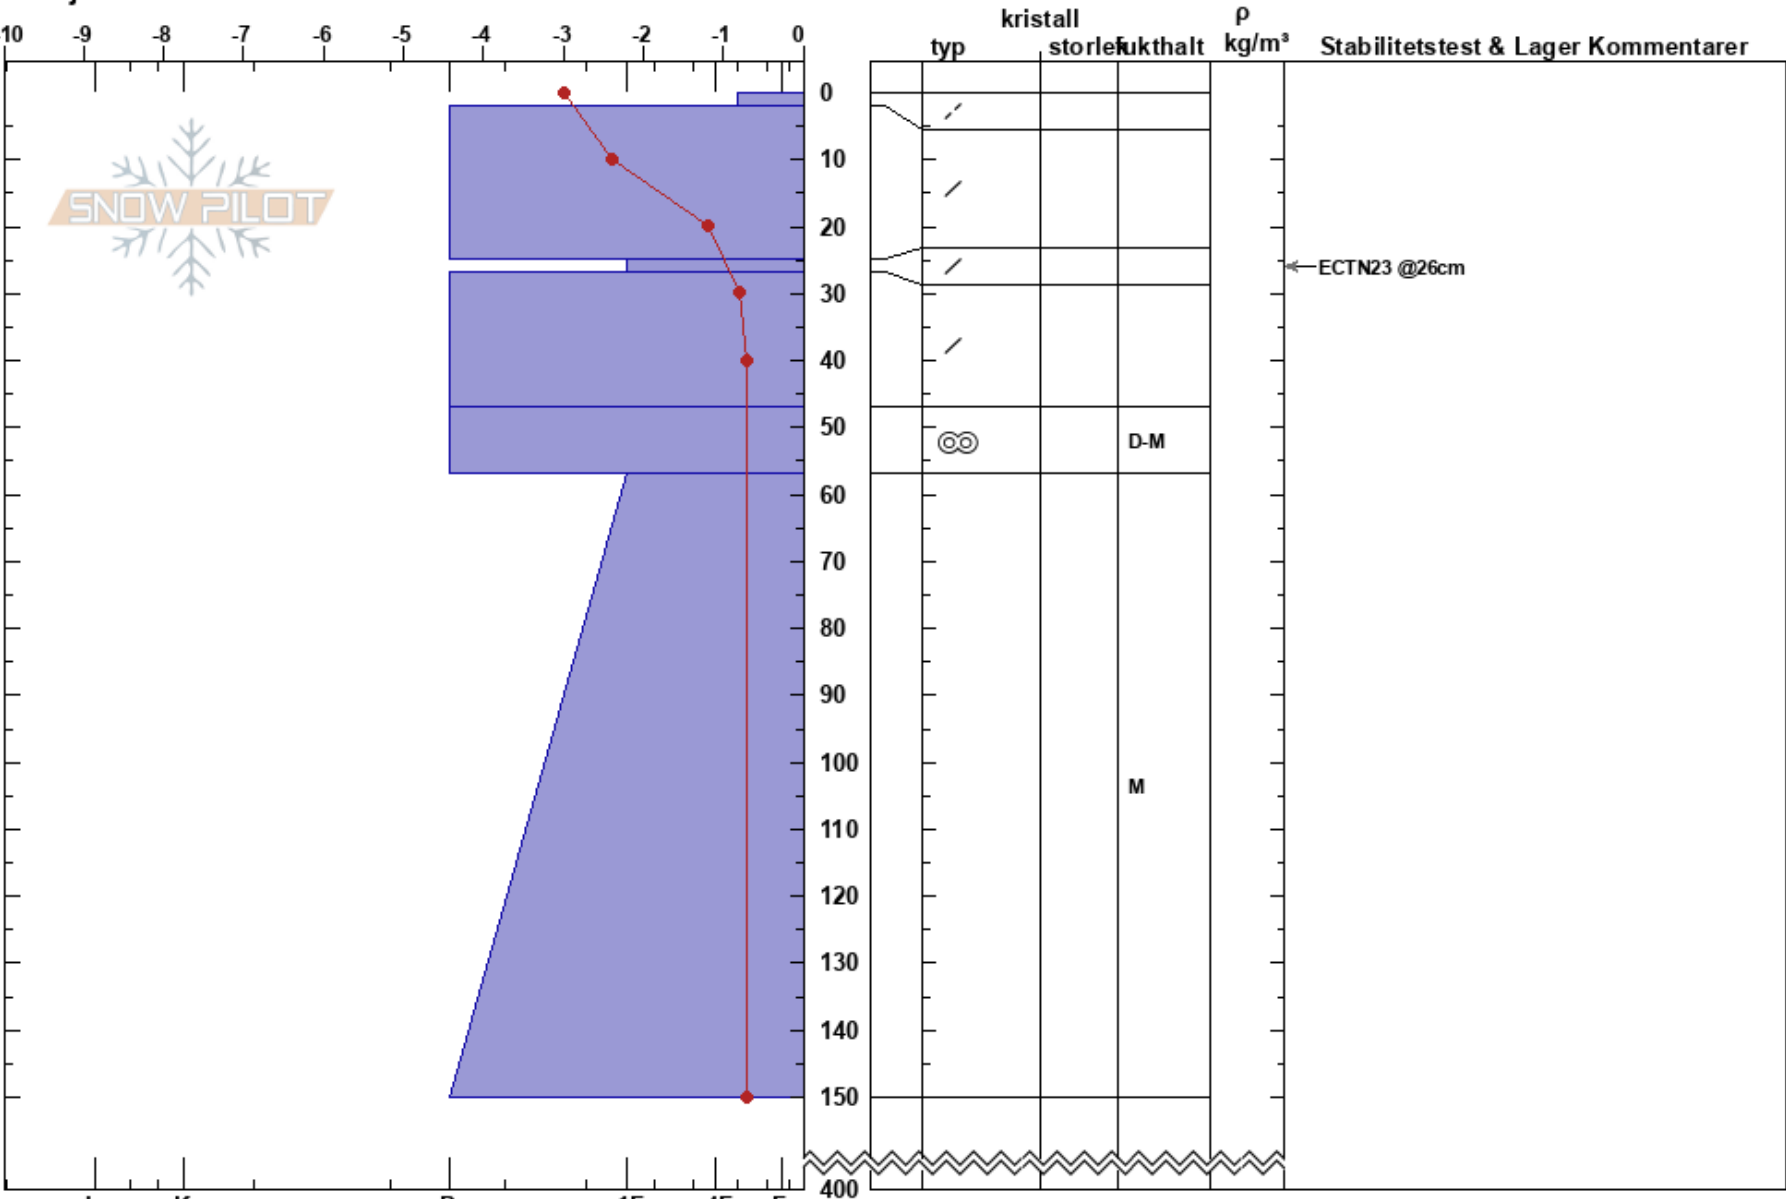 kristall ρ
-10 -9 -8 -7 -6 -5 -4 -3 -2 -1 0 typ storlek fukthalt kg/m³ Stabilitetstest & Lager Kommentarer
0
10
SNOW PILOT
20
ECTN23 @26cm
30
40
50 D-M
60
70
80
90
100
M
110
120
130
140
150
400
I K P 1F 4F F